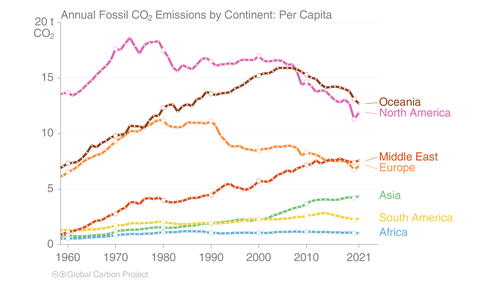 Annual Fossil CO₂ Emissions by Continent: Per Capita
20 t
CO₂
15
10
5
0
1960
1970
1980
1990
2000
2010
2021
Oceania
North America
Middle East
Europe
Asia
South America
Africa
Global Carbon Project